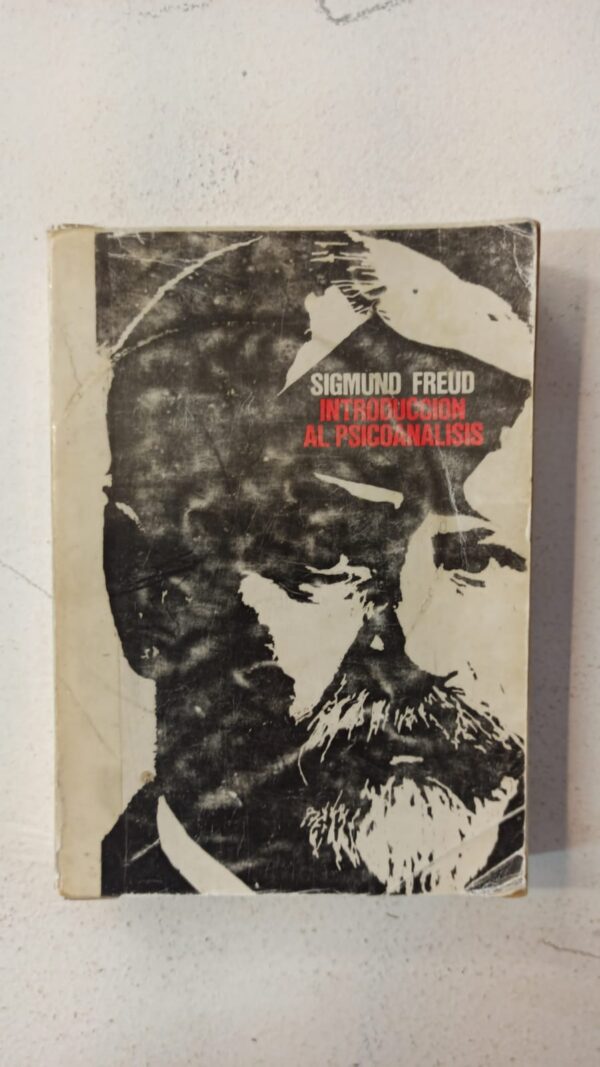 SIGMUND FREUD
INTRODUCCION
AL PSICOANALISIS